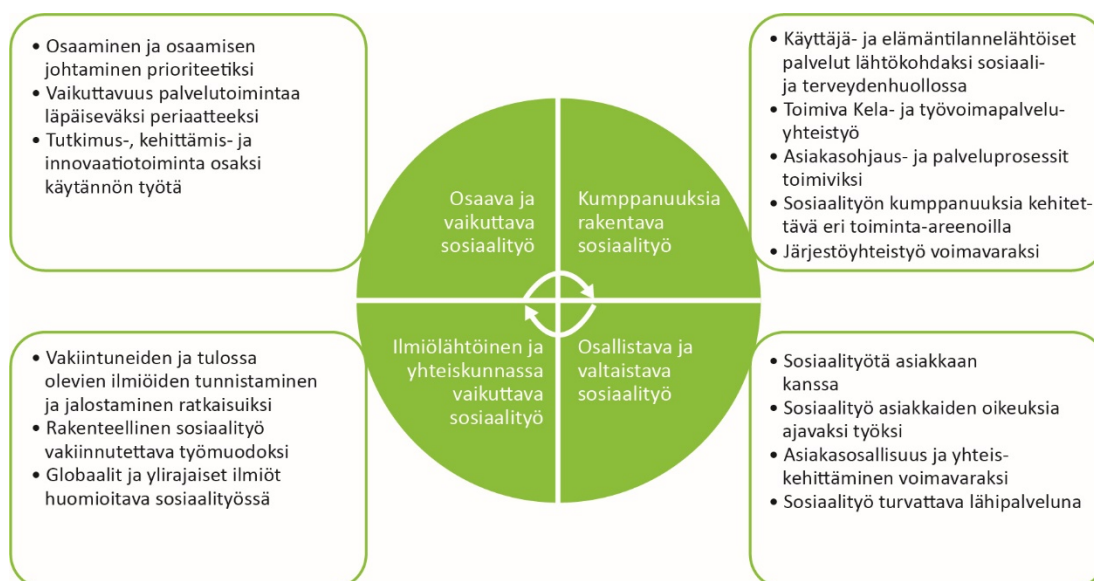 • Osaaminen ja osaamisen
johtaminen prioriteetiksi
• Vaikuttavuus palvelutoimintaa
läpäiseväksi periaatteeksi
• Tutkimus-, kehittämis- ja
innovaatiotoiminta osaksi
käytännön työtä
• Käyttäjä- ja elämäntilannelähtöiset
palvelut lähtökohdaksi sosiaali-
ja terveydenhuollossa
• Toimiva Kela- ja työvoimapalvelu-
yhteistyö
• Asiakasohjaus- ja palveluprosessit
toimiviksi
• Sosiaalityön kumppanuuksia kehitet-
tävä eri toiminta-areenoilla
• Järjestöyhteistyö voimavaraksi
Osaava ja
vaikuttava
sosiaalityö
Kumppanuuksia
rakentava
sosiaalityö
Ilmiölähtöinen ja
yhteiskunnassa
vaikuttava
sosiaalityö
Osallistava ja
valtaistava
sosiaalityö
• Vakiintuneiden ja tulossa
olevien ilmiöiden tunnistaminen
ja jalostaminen ratkaisuiksi
• Rakenteellinen sosiaalityö
vakiinnutettava työmuodoksi
• Globaalit ja ylirajaiset ilmiöt
huomioitava sosiaalityössä
• Sosiaalityötä asiakkaan
kanssa
• Sosiaalityö asiakkaiden oikeuksia
ajavaksi työksi
• Asiakasosallisuus ja yhteis-
kehittäminen voimavaraksi
• Sosiaalityö turvattava lähipalveluna